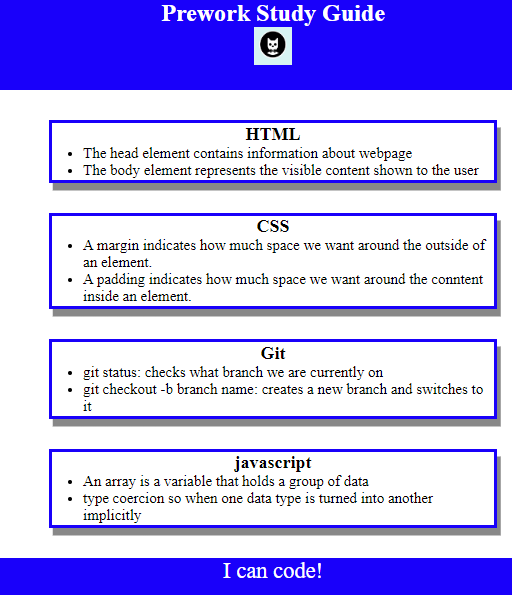 Prework Study Guide
HTML
The head element contains information about webpage
The body element represents the visible content shown to the user
CSS
A margin indicates how much space we want around the outside of
an element.
A padding indicates how much space we want around the conntent
inside an element.
Git
git status: checks what branch we are currently on
git checkout -b branch name: creates a new branch and switches to
it
javascript
An array is a variable that holds a group of data
type coercion so when one data type is turned into another
implicitly
I can code!